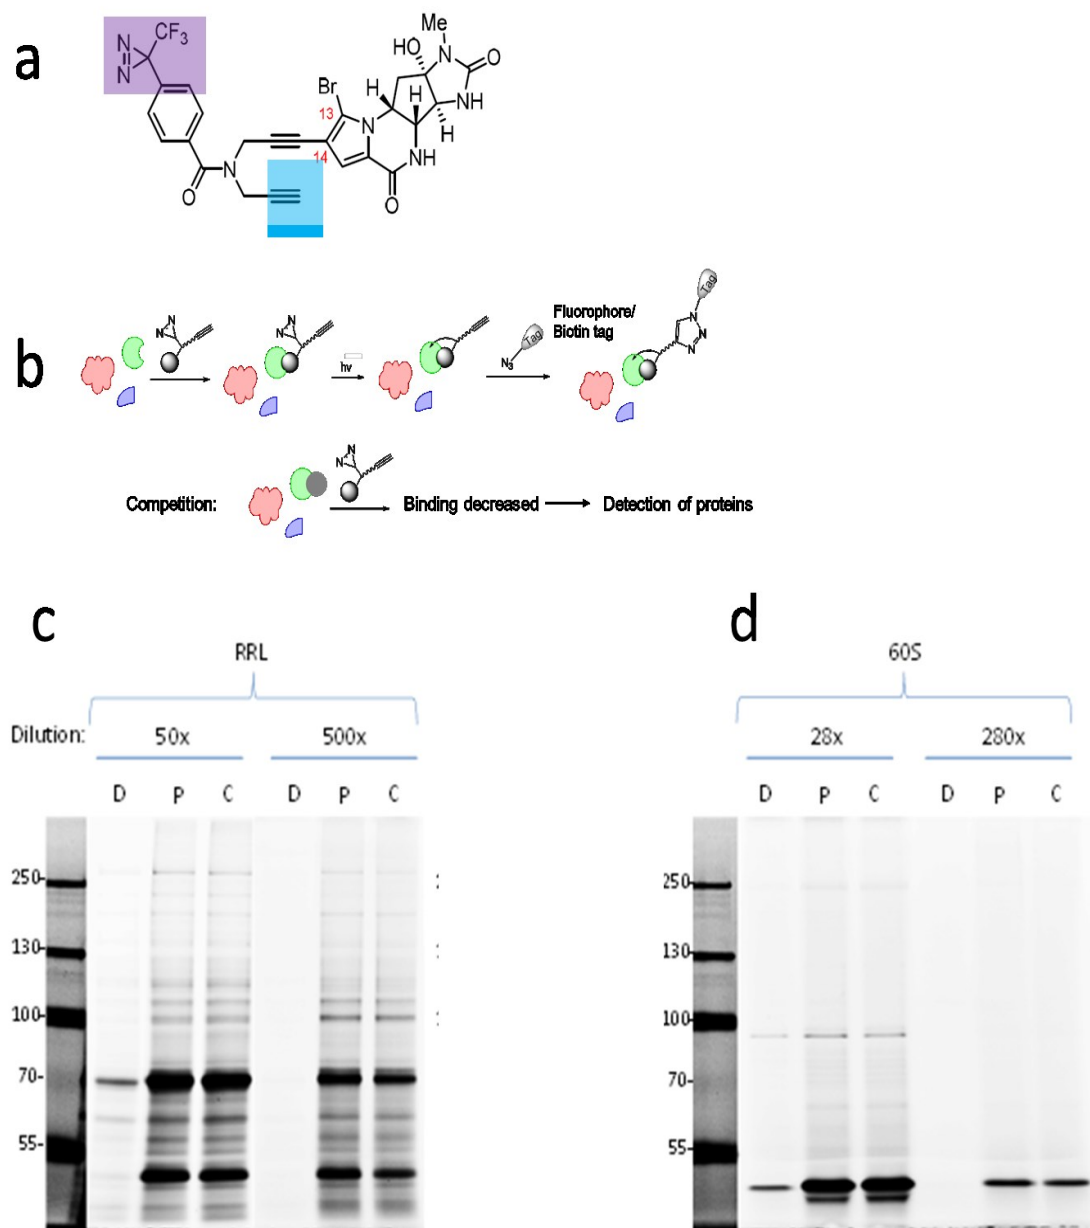 a
N
N
CF3
Br
13
14
O
N
HO
Me
N
O
NH
H
H
H
N
NH
O
b
N
N
N
N
hv
N3
Tag
Fluorophore/
Biotin tag
Tag
N
N
N
Competition:
N
N
Binding decreased
Detection of proteins
c
RRL
Dilution: 50x 500x
D P C D P C
250-
130-
100-
70-
55-
d
60S
28x 280x
D P C D P C
250-
130-
100-
70-
55-